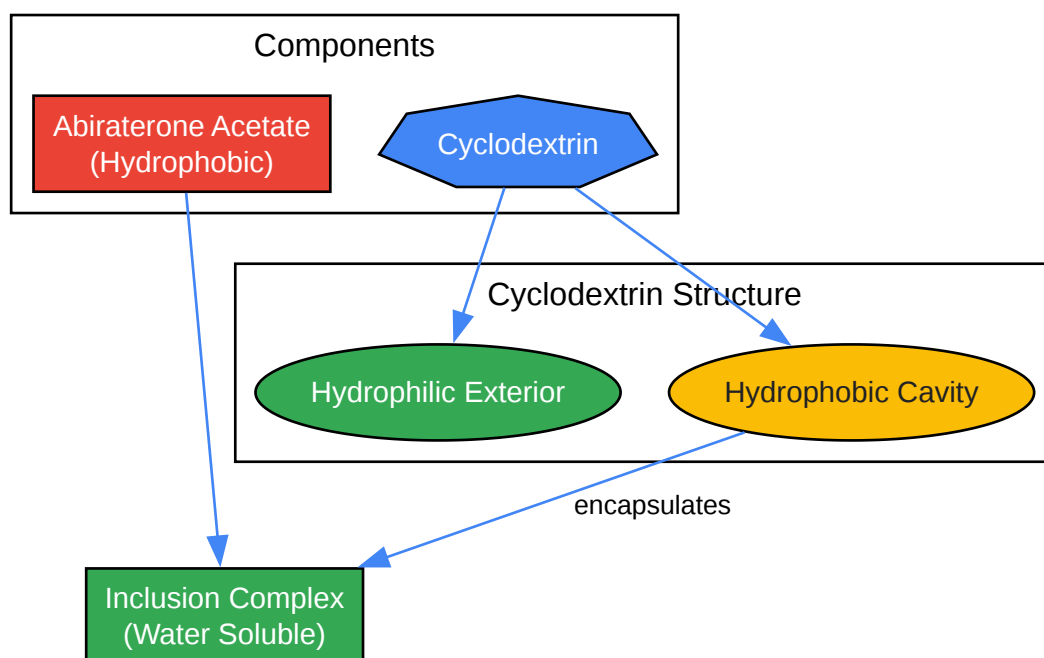 Components
Abiraterone Acetate
(Hydrophobic)
Cyclodextrin
Cyclodextrin Structure
Hydrophilic Exterior
Hydrophobic Cavity
encapsulates
Inclusion Complex
(Water Soluble)